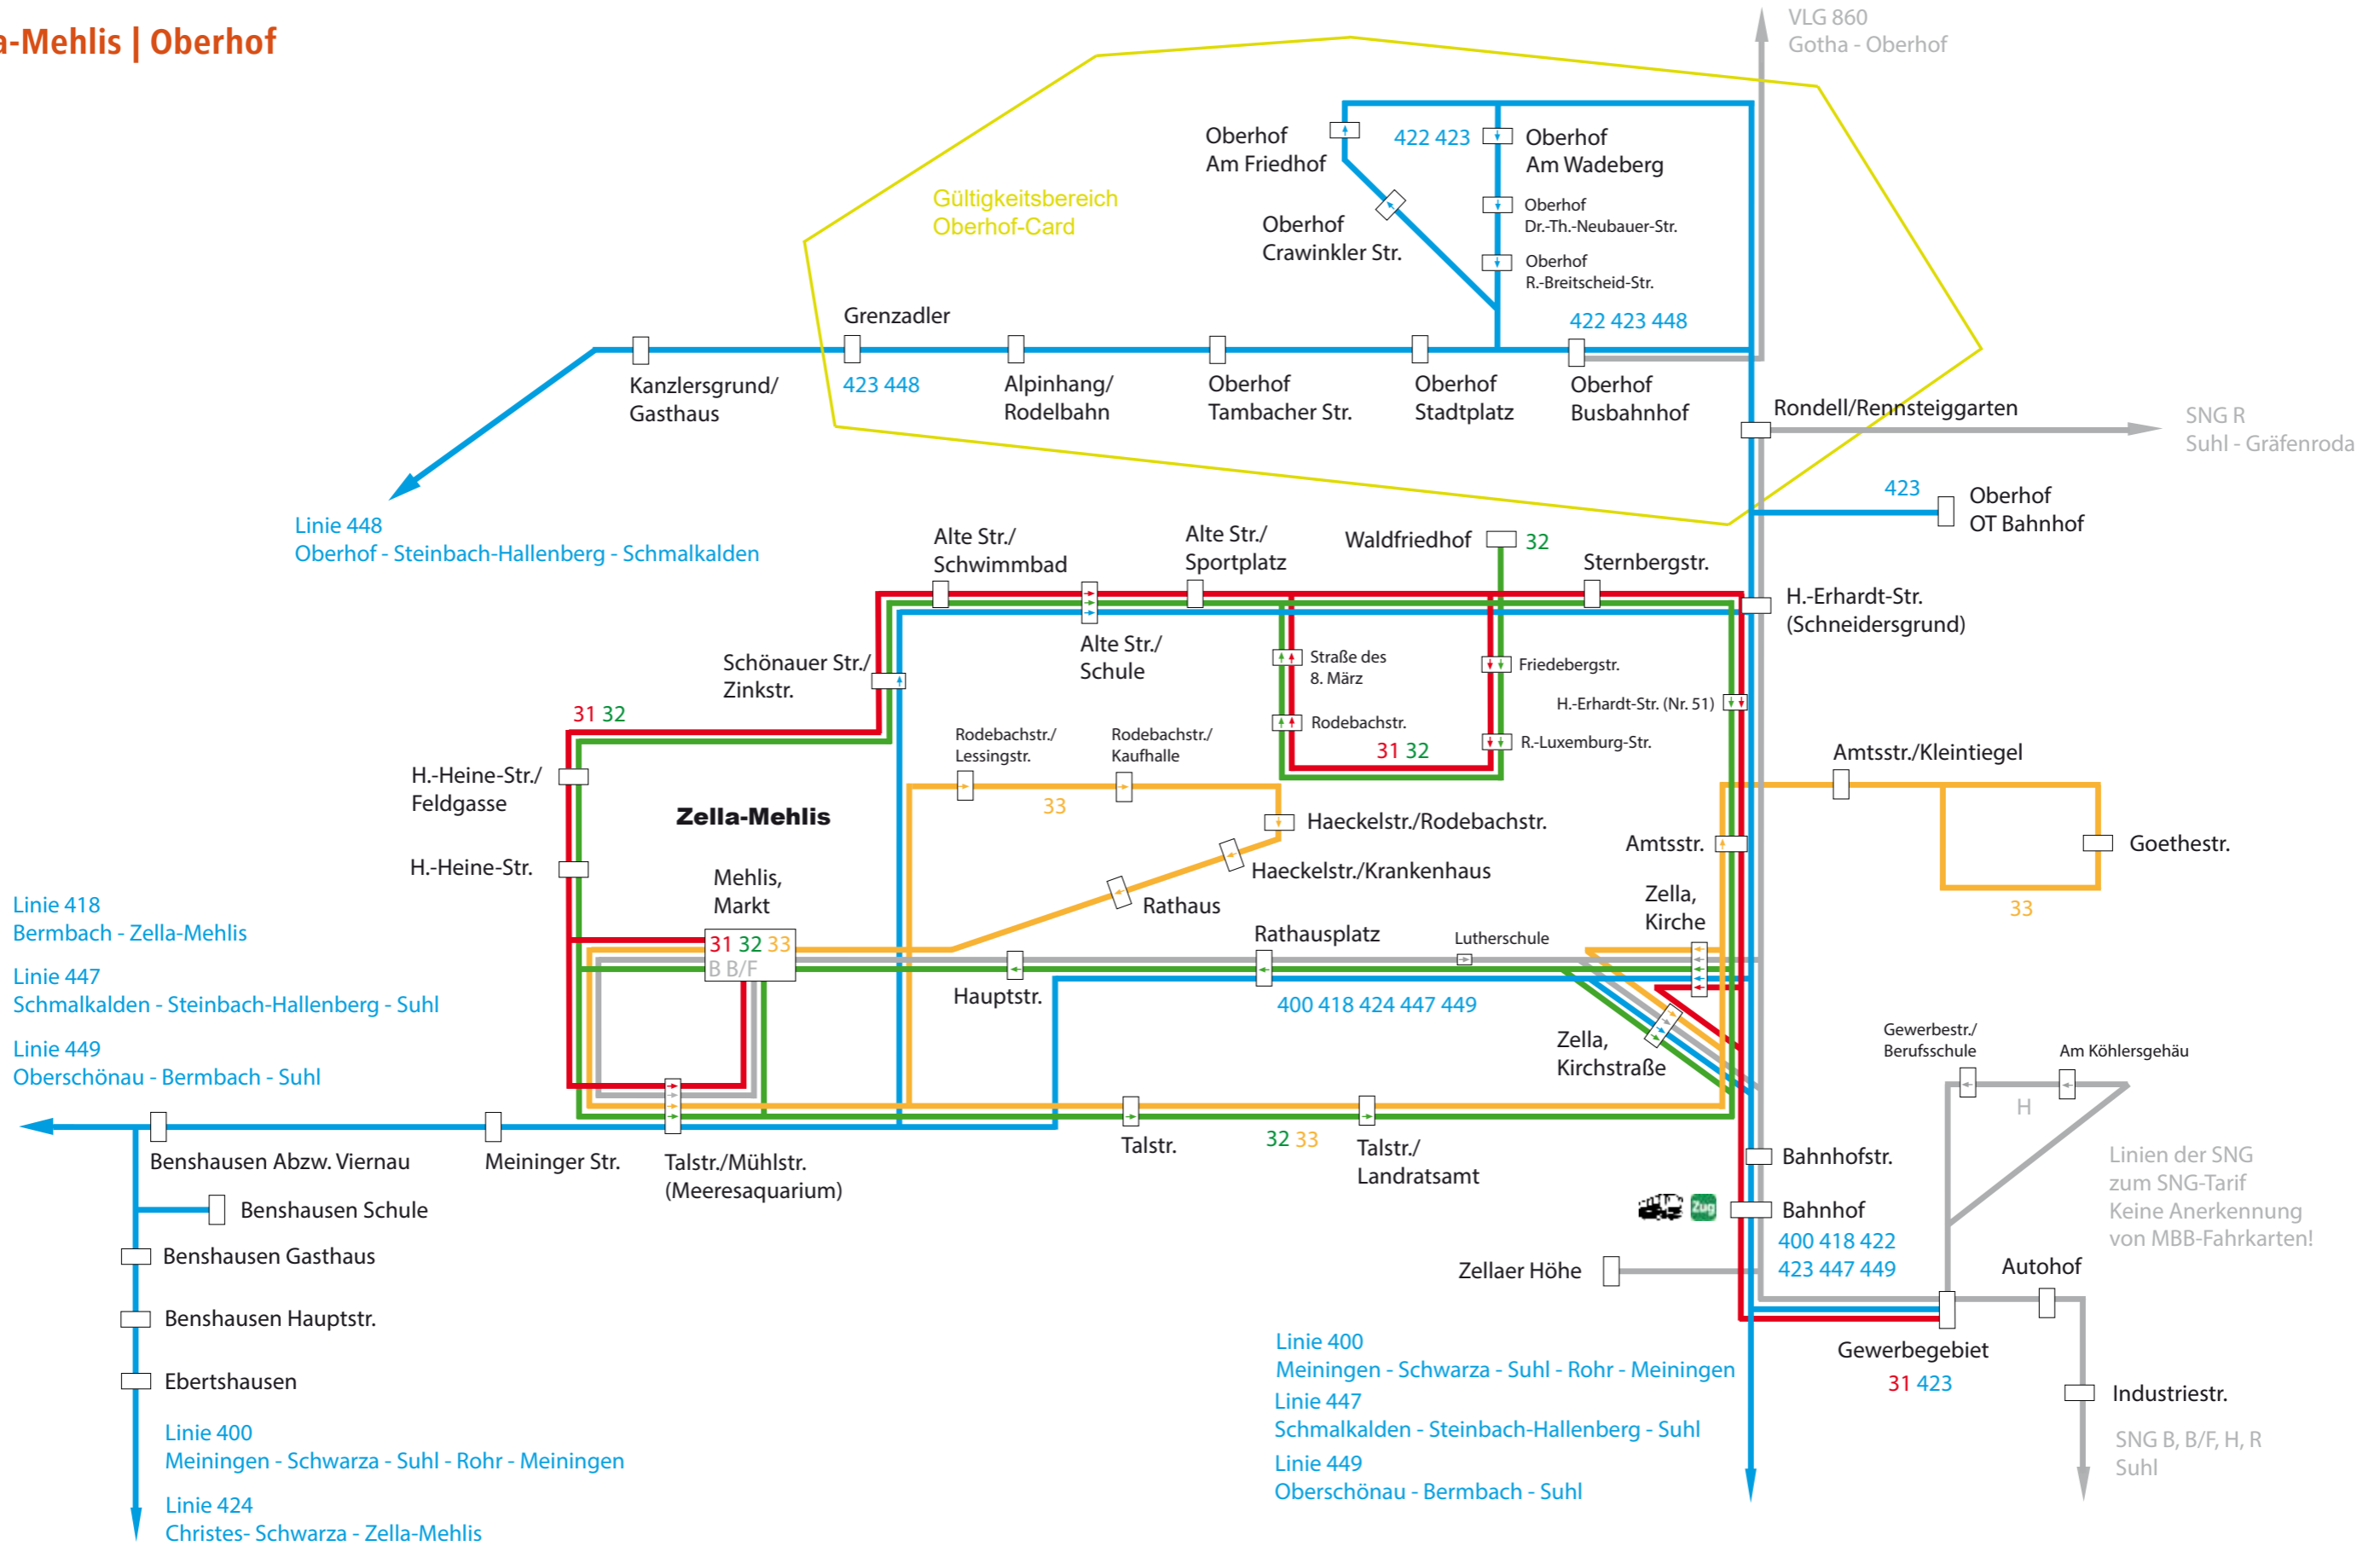 a-Mehlis | Oberhof
VLG 860
Gotha - Oberhof
Oberhof
Am Friedhof
422 423
Oberhof
Am Wadeberg
Gültigkeitsbereich
Oberhof-Card
Oberhof
Crawinkler Str.
Oberhof
Dr.-Th.-Neubauer-Str.
Oberhof
R.-Breitscheid-Str.
Grenzadler
422 423 448
Kanzlersgrund/
Gasthaus
423 448
Alpinhang/
Rodelbahn
Oberhof
Tambacher Str.
Oberhof
Stadtplatz
Oberhof
Busbahnhof
Rondell/Rennsteiggarten
SNG R
Suhl - Gräfenroda
423
Oberhof
OT Bahnhof
Linie 448
Oberhof - Steinbach-Hallenberg - Schmalkalden
Alte Str./
Schwimmbad
Alte Str./
Sportplatz
Waldfriedhof
32
Sternbergstr.
H.-Erhardt-Str.
(Schneidersgrund)
Schönauer Str./
Zinkstr.
Alte Str./
Schule
Straße des
8. März
Friedebergstr.
H.-Erhardt-Str. (Nr. 51)
31 32
Rodebachstr./
Lessingstr.
Rodebachstr./
Kaufhalle
Rodebachstr.
31 32
R.-Luxemburg-Str.
Amtsstr./Kleintiegel
H.-Heine-Str./
Feldgasse
33
Zella-Mehlis
Haeckelstr./Rodebachstr.
Amtsstr.
Goethestr.
H.-Heine-Str.
Haeckelstr./Krankenhaus
Mehlis,
Markt
Rathaus
Zella,
Kirche
33
Linie 418
Bermbach - Zella-Mehlis
31 32 33
B B/F
Rathausplatz
Lutherschule
Linie 447
Schmalkalden - Steinbach-Hallenberg - Suhl
Hauptstr.
400 418 424 447 449
Linie 449
Oberschönau - Bermbach - Suhl
Zella,
Kirchstraße
Gewerbestr./
Berufsschule
Am Köhlersgehäu
H
Benshausen Abzw. Viernau
Meininger Str.
Talstr./Mühlstr.
(Meeresaquarium)
Talstr.
32 33
Talstr./
Landratsamt
Bahnhofstr.
Linien der SNG
zum SNG-Tarif
Keine Anerkennung
von MBB-Fahrkarten!
Benshausen Schule
Zug
Bahnhof
400 418 422
423 447 449
Benshausen Gasthaus
Zellaer Höhe
Autohof
Benshausen Hauptstr.
Linie 400
Meiningen - Schwarza - Suhl - Rohr - Meiningen
Gewerbegebiet
31 423
Ebertshausen
Linie 447
Schmalkalden - Steinbach-Hallenberg - Suhl
Industriestr.
Linie 400
Meiningen - Schwarza - Suhl - Rohr - Meiningen
Linie 449
Oberschönau - Bermbach - Suhl
SNG B, B/F, H, R
Suhl
Linie 424
Christes- Schwarza - Zella-Mehlis